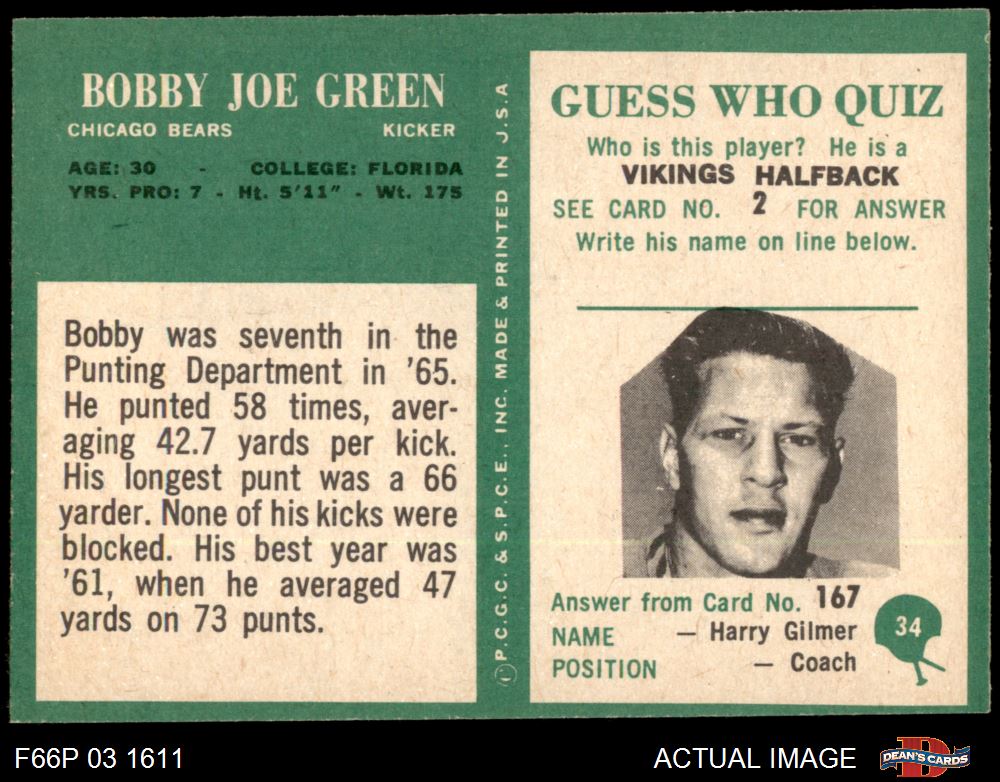 BOBBY JOE GREEN
CHICAGO BEARS KICKER
AGE: 30 - COLLEGE: FLORIDA
YRS. PRO: 7 - Ht. 5'11" - Wt. 175
Bobby was seventh in the
Punting Department in '65.
He punted 58 times, aver-
aging 42.7 yards per kick.
His longest punt was a 66
yarder. None of his kicks were
blocked. His best year was
'61, when he averaged 47
yards on 73 punts.
©P.C.G.C. & S.P.C.E., INC. MADE & PRINTED IN U.S.A
GUESS WHO QUIZ
Who is this player? He is a
VIKINGS HALFBACK
SEE CARD NO. 2 FOR ANSWER
Write his name on line below.
Answer from Card No. 167
NAME — Harry Gilmer
POSITION — Coach
34
F66P 03 1611
ACTUAL IMAGE
DEAN'S CARDS